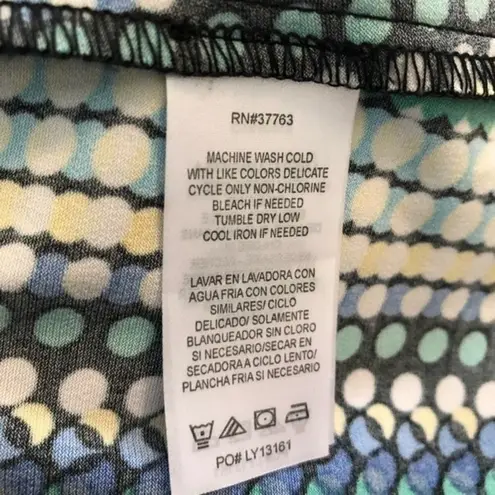 RN#37763
MACHINE WASH COLD
WITH LIKE COLORS DELICATE
CYCLE ONLY NON-CHLORINE
BLEACH IF NEEDED
TUMBLE DRY LOW
COOL IRON IF NEEDED
LAVAR EN LAVADORA CON
AGUA FRIA CON COLORES
SIMILARES/ CICLO
DELICADO/ SOLAMENTE
BLANQUEADOR SIN CLORO
SI NECESARIO/SECAR EN
SECADORA A CICLO LENTO/
PLANCHA FRIA SI NECESARIO
PO# LY13161